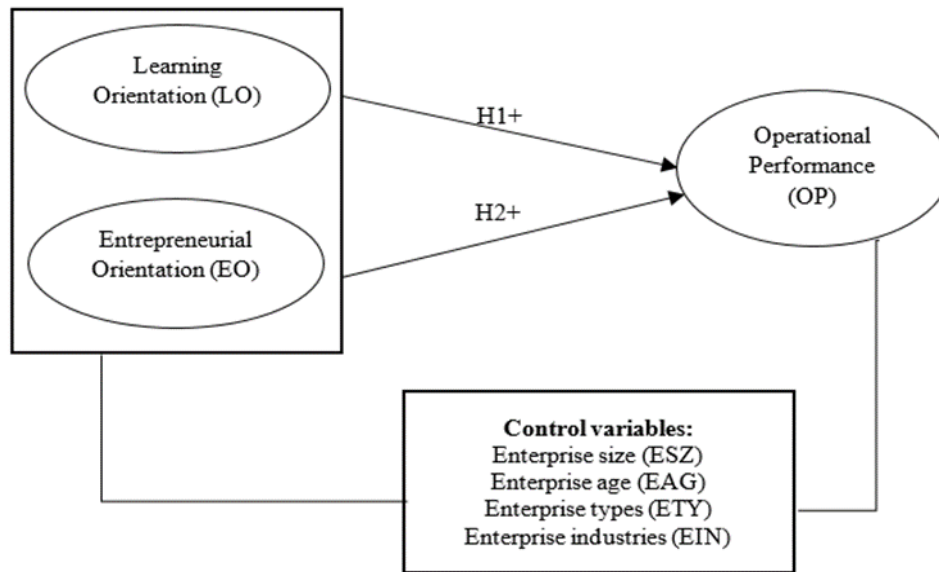 Learning
Orientation (LO)
H1+
Operational
Performance
(OP)
H2+
Entrepreneurial
Orientation (EO)
Control variables:
Enterprise size (ESZ)
Enterprise age (EAG)
Enterprise types (ETY)
Enterprise industries (EIN)